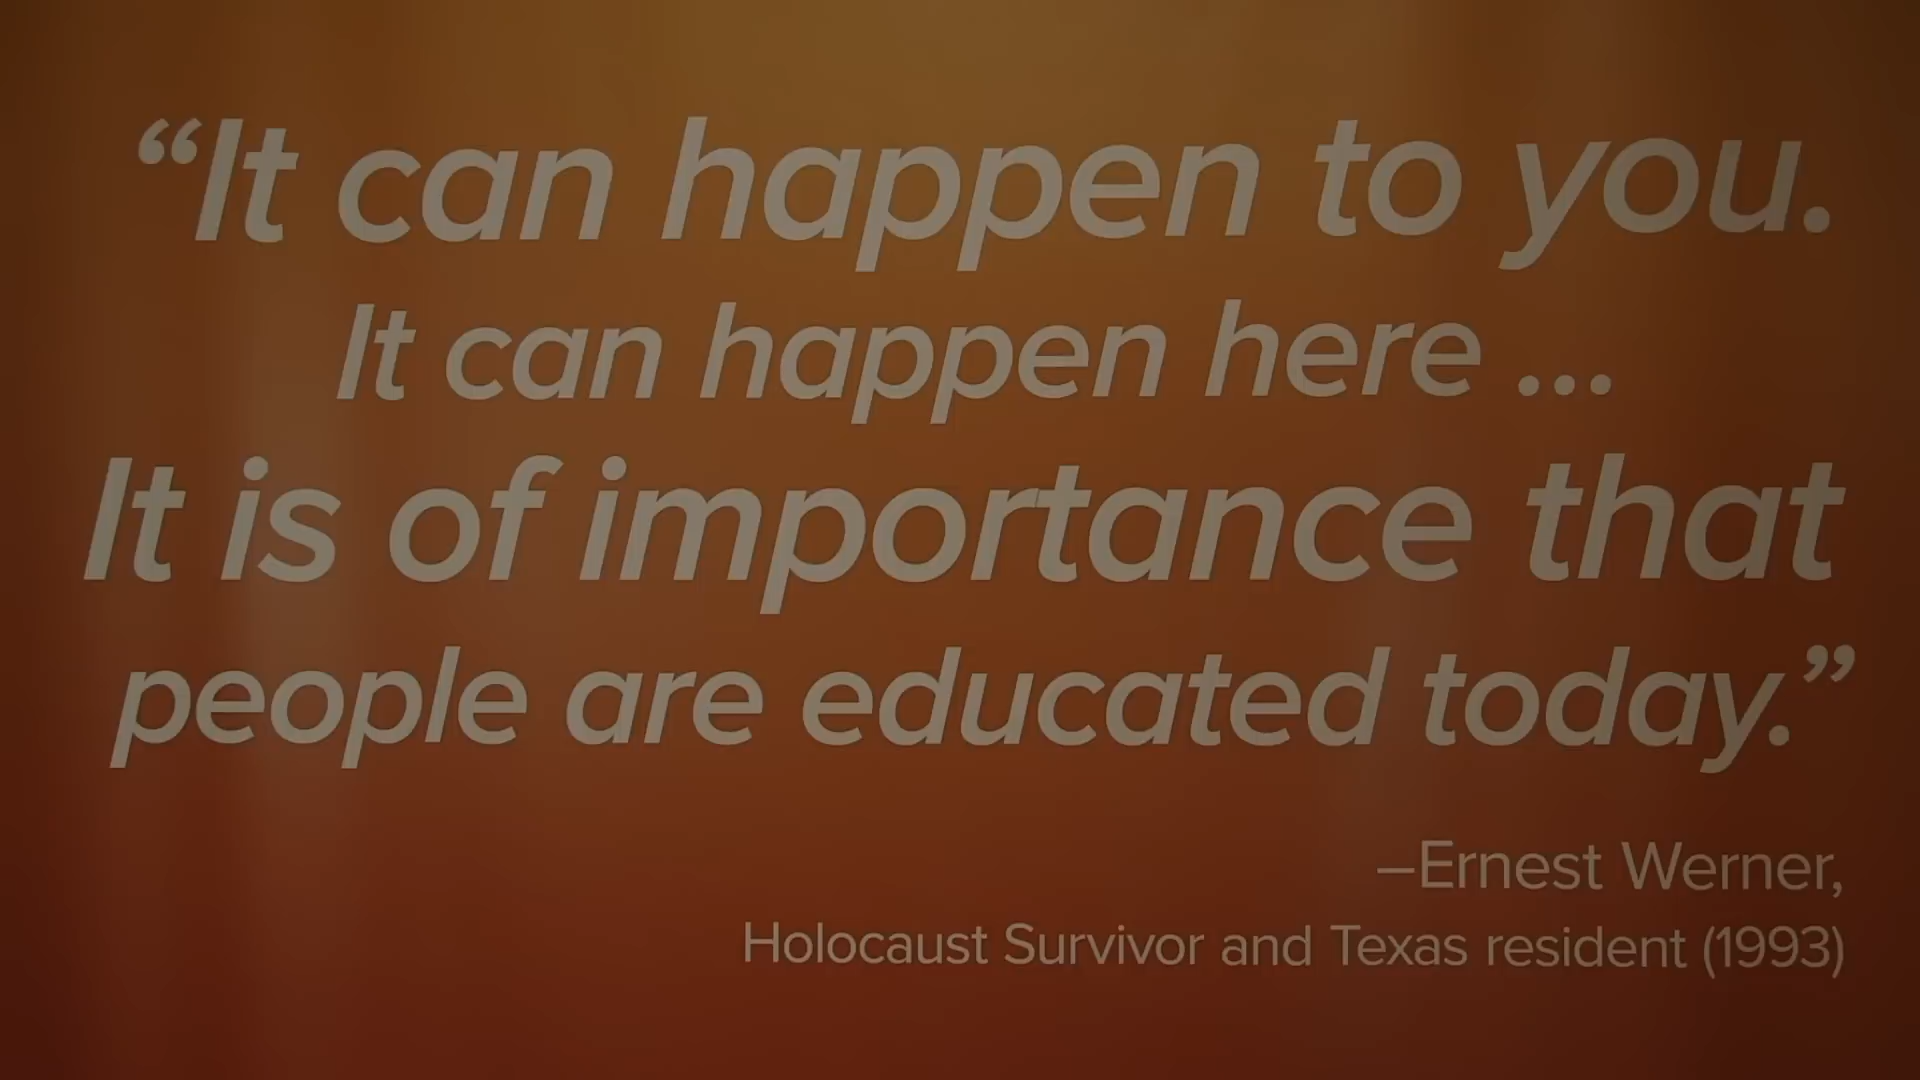 “It can happen to you.
It can happen here ...
It is of importance that
people are educated today.”
–Ernest Werner,
Holocaust Survivor and Texas resident (1993)